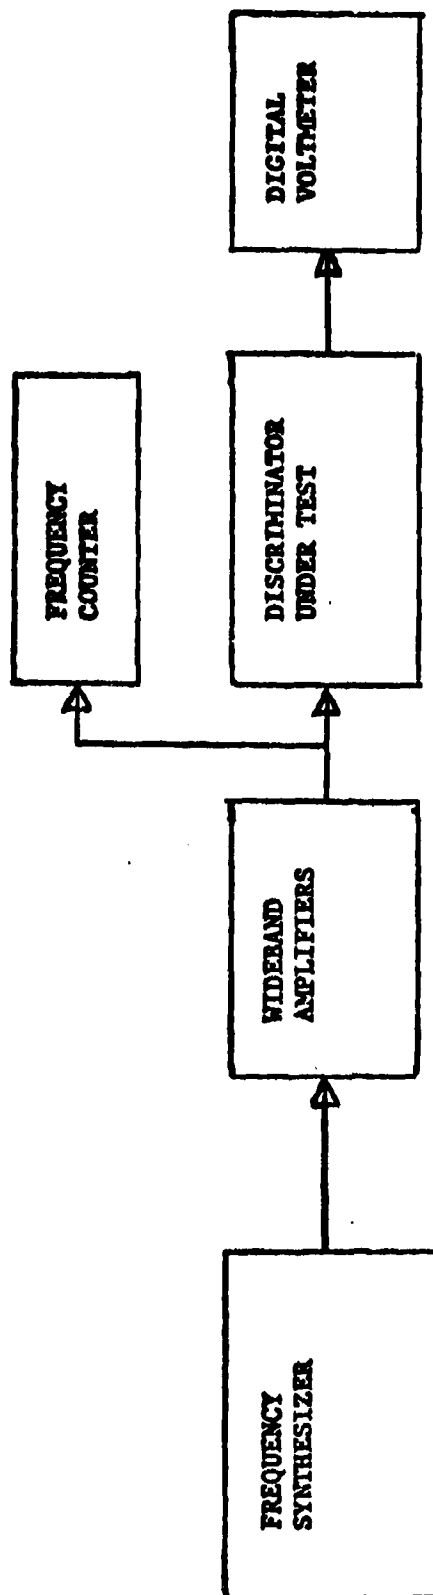 FREQUENCY
SYNTHESIZER
WIDEBAND
AMPLIFIERS
FREQUENCY
COUNTER
DISCRIMINATOR
UNDER TEST
DIGITAL
VOLTMETER